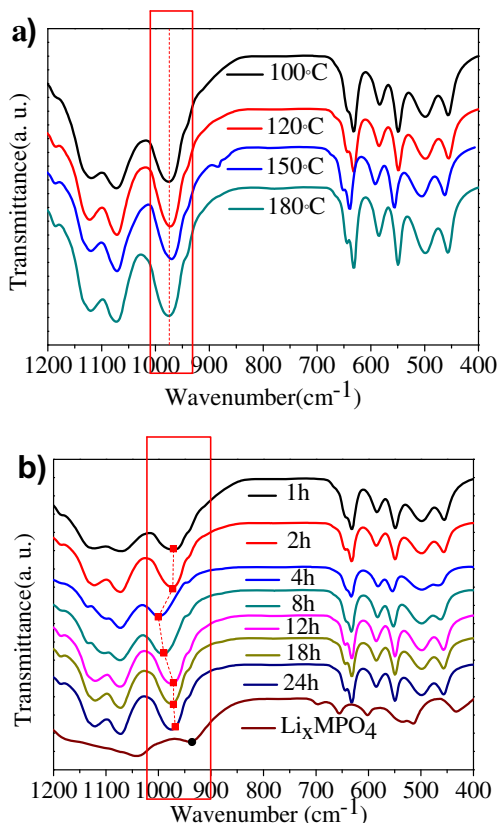 a)
Transmittance(a. u.)
100◦C
120◦C
150◦C
180◦C
1200 1100 1000 900 800 700 600 500 400
Wavenumber(cm-1)
b)
Transmittance(a. u.)
1h
2h
4h
8h
12h
18h
24h
LiXMPO4
1200 1100 1000 900 800 700 600 500 400
Wavenumber (cm-1)